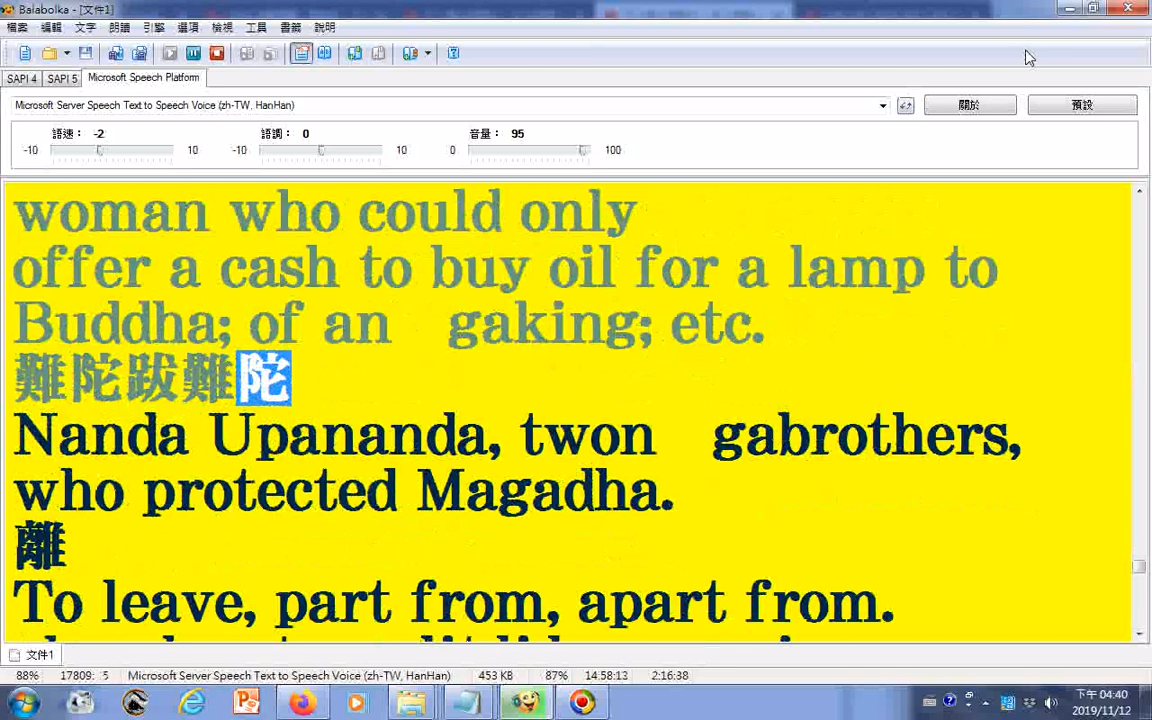 Balabolka - [文件1]
檔案 編輯 文字 朗讀 引擎 選項 檢視 工具 書籤 說明
SAPI 4 SAPI 5 Microsoft Speech Platform
Microsoft Server Speech Text to Speech Voice (zh-TW, HanHan) 關於 預設
語速： -2 語調： 0 音量： 95
-10 10 -10 10 0 100
woman who could only
offer a cash to buy oil for a lamp to
Buddha; of an gaking; etc.
難陀跋難陀
Nanda Upananda, twon gabrothers,
who protected Magadha.
離
To leave, part from, apart from.
文件1
88% 17809: 5 Microsoft Server Speech Text to Speech Voice (zh-TW, HanHan) 453 KB 87% 14:58:13 2:16:38
下午 04:40
2019/11/12